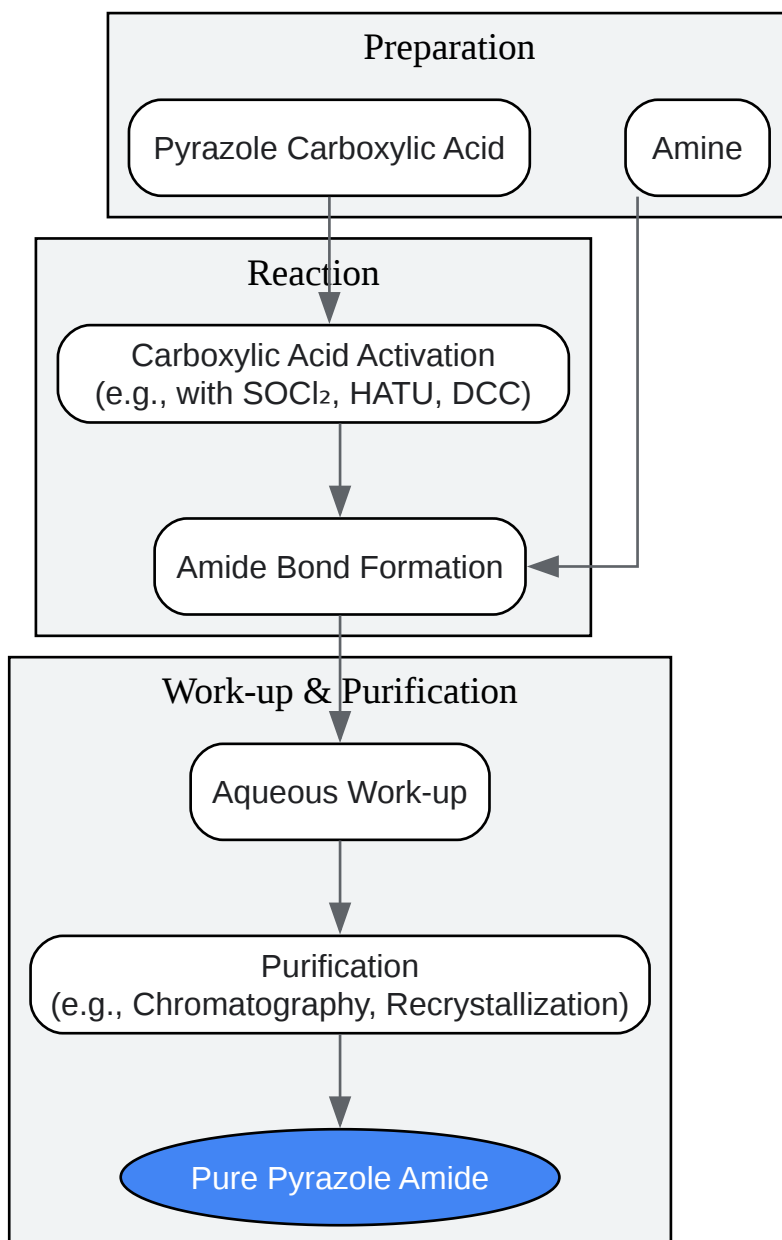 Preparation
Pyrazole Carboxylic Acid
Amine
Reaction
Carboxylic Acid Activation
(e.g., with SOCl₂, HATU, DCC)
Amide Bond Formation
Work-up & Purification
Aqueous Work-up
Purification
(e.g., Chromatography, Recrystallization)
Pure Pyrazole Amide